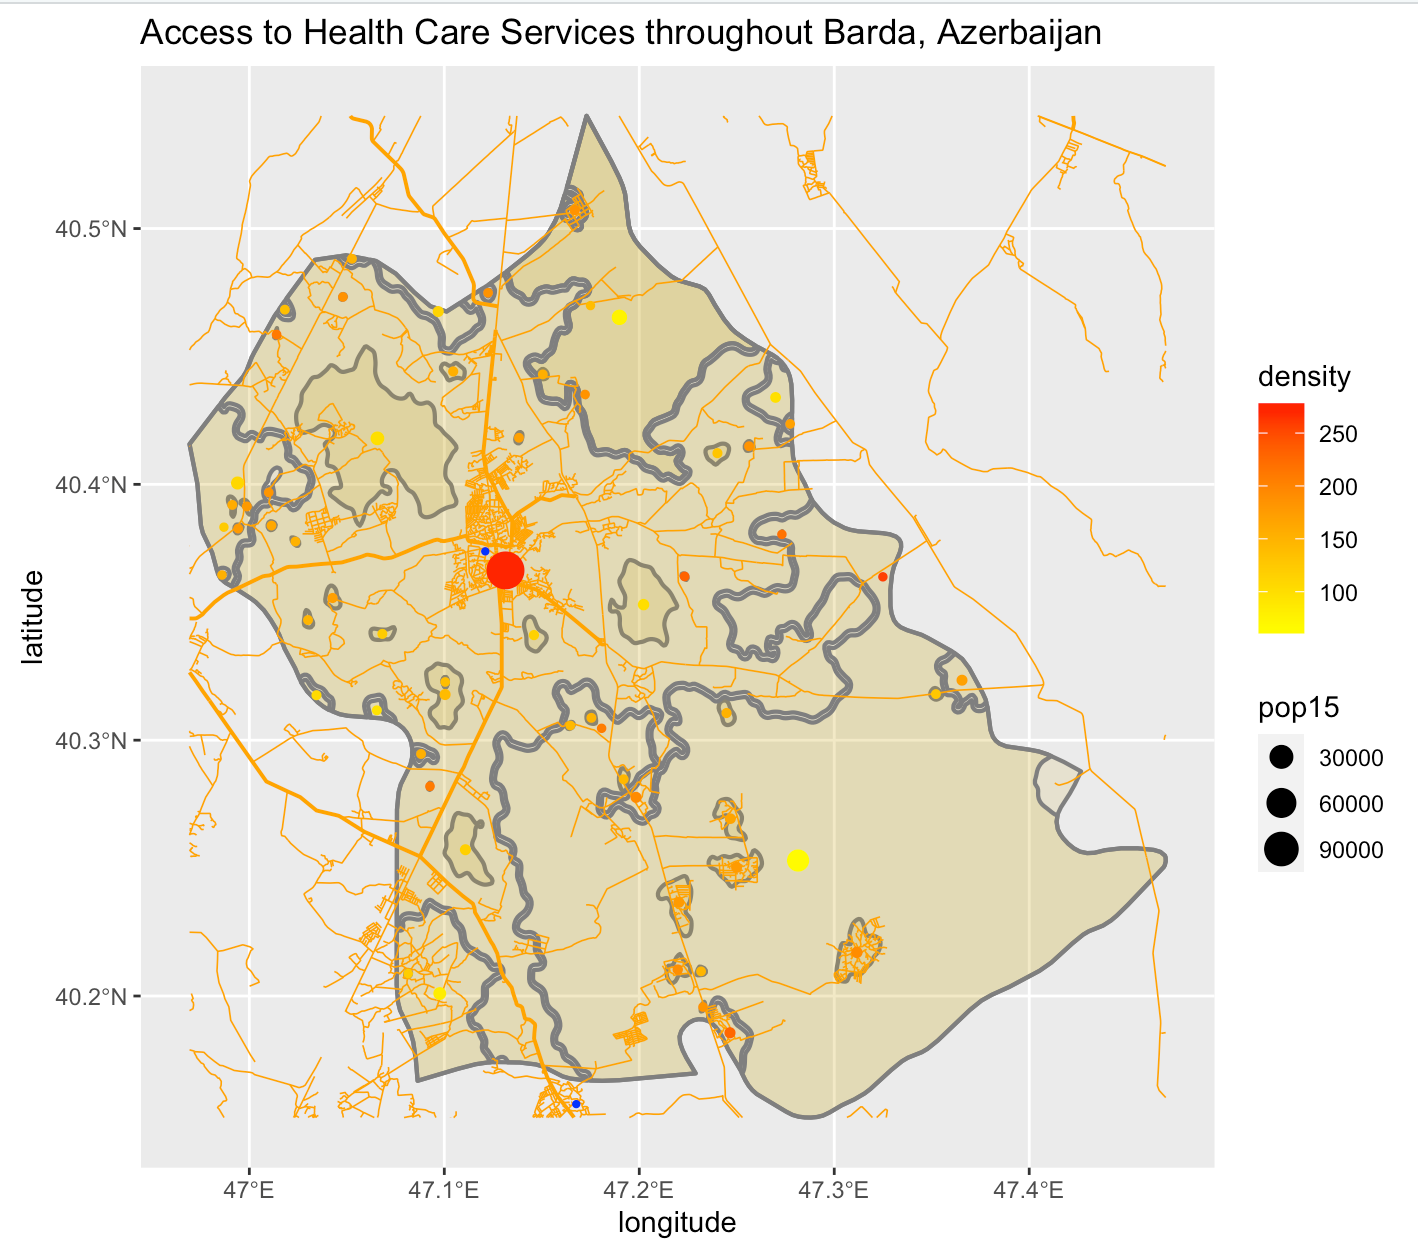 Access to Health Care Services throughout Barda, Azerbaijan
latitude
40.5°N
40.4°N
40.3°N
40.2°N
47°E
47.1°E
47.2°E
47.3°E
47.4°E
longitude
density
250
200
150
100
pop15
30000
60000
90000